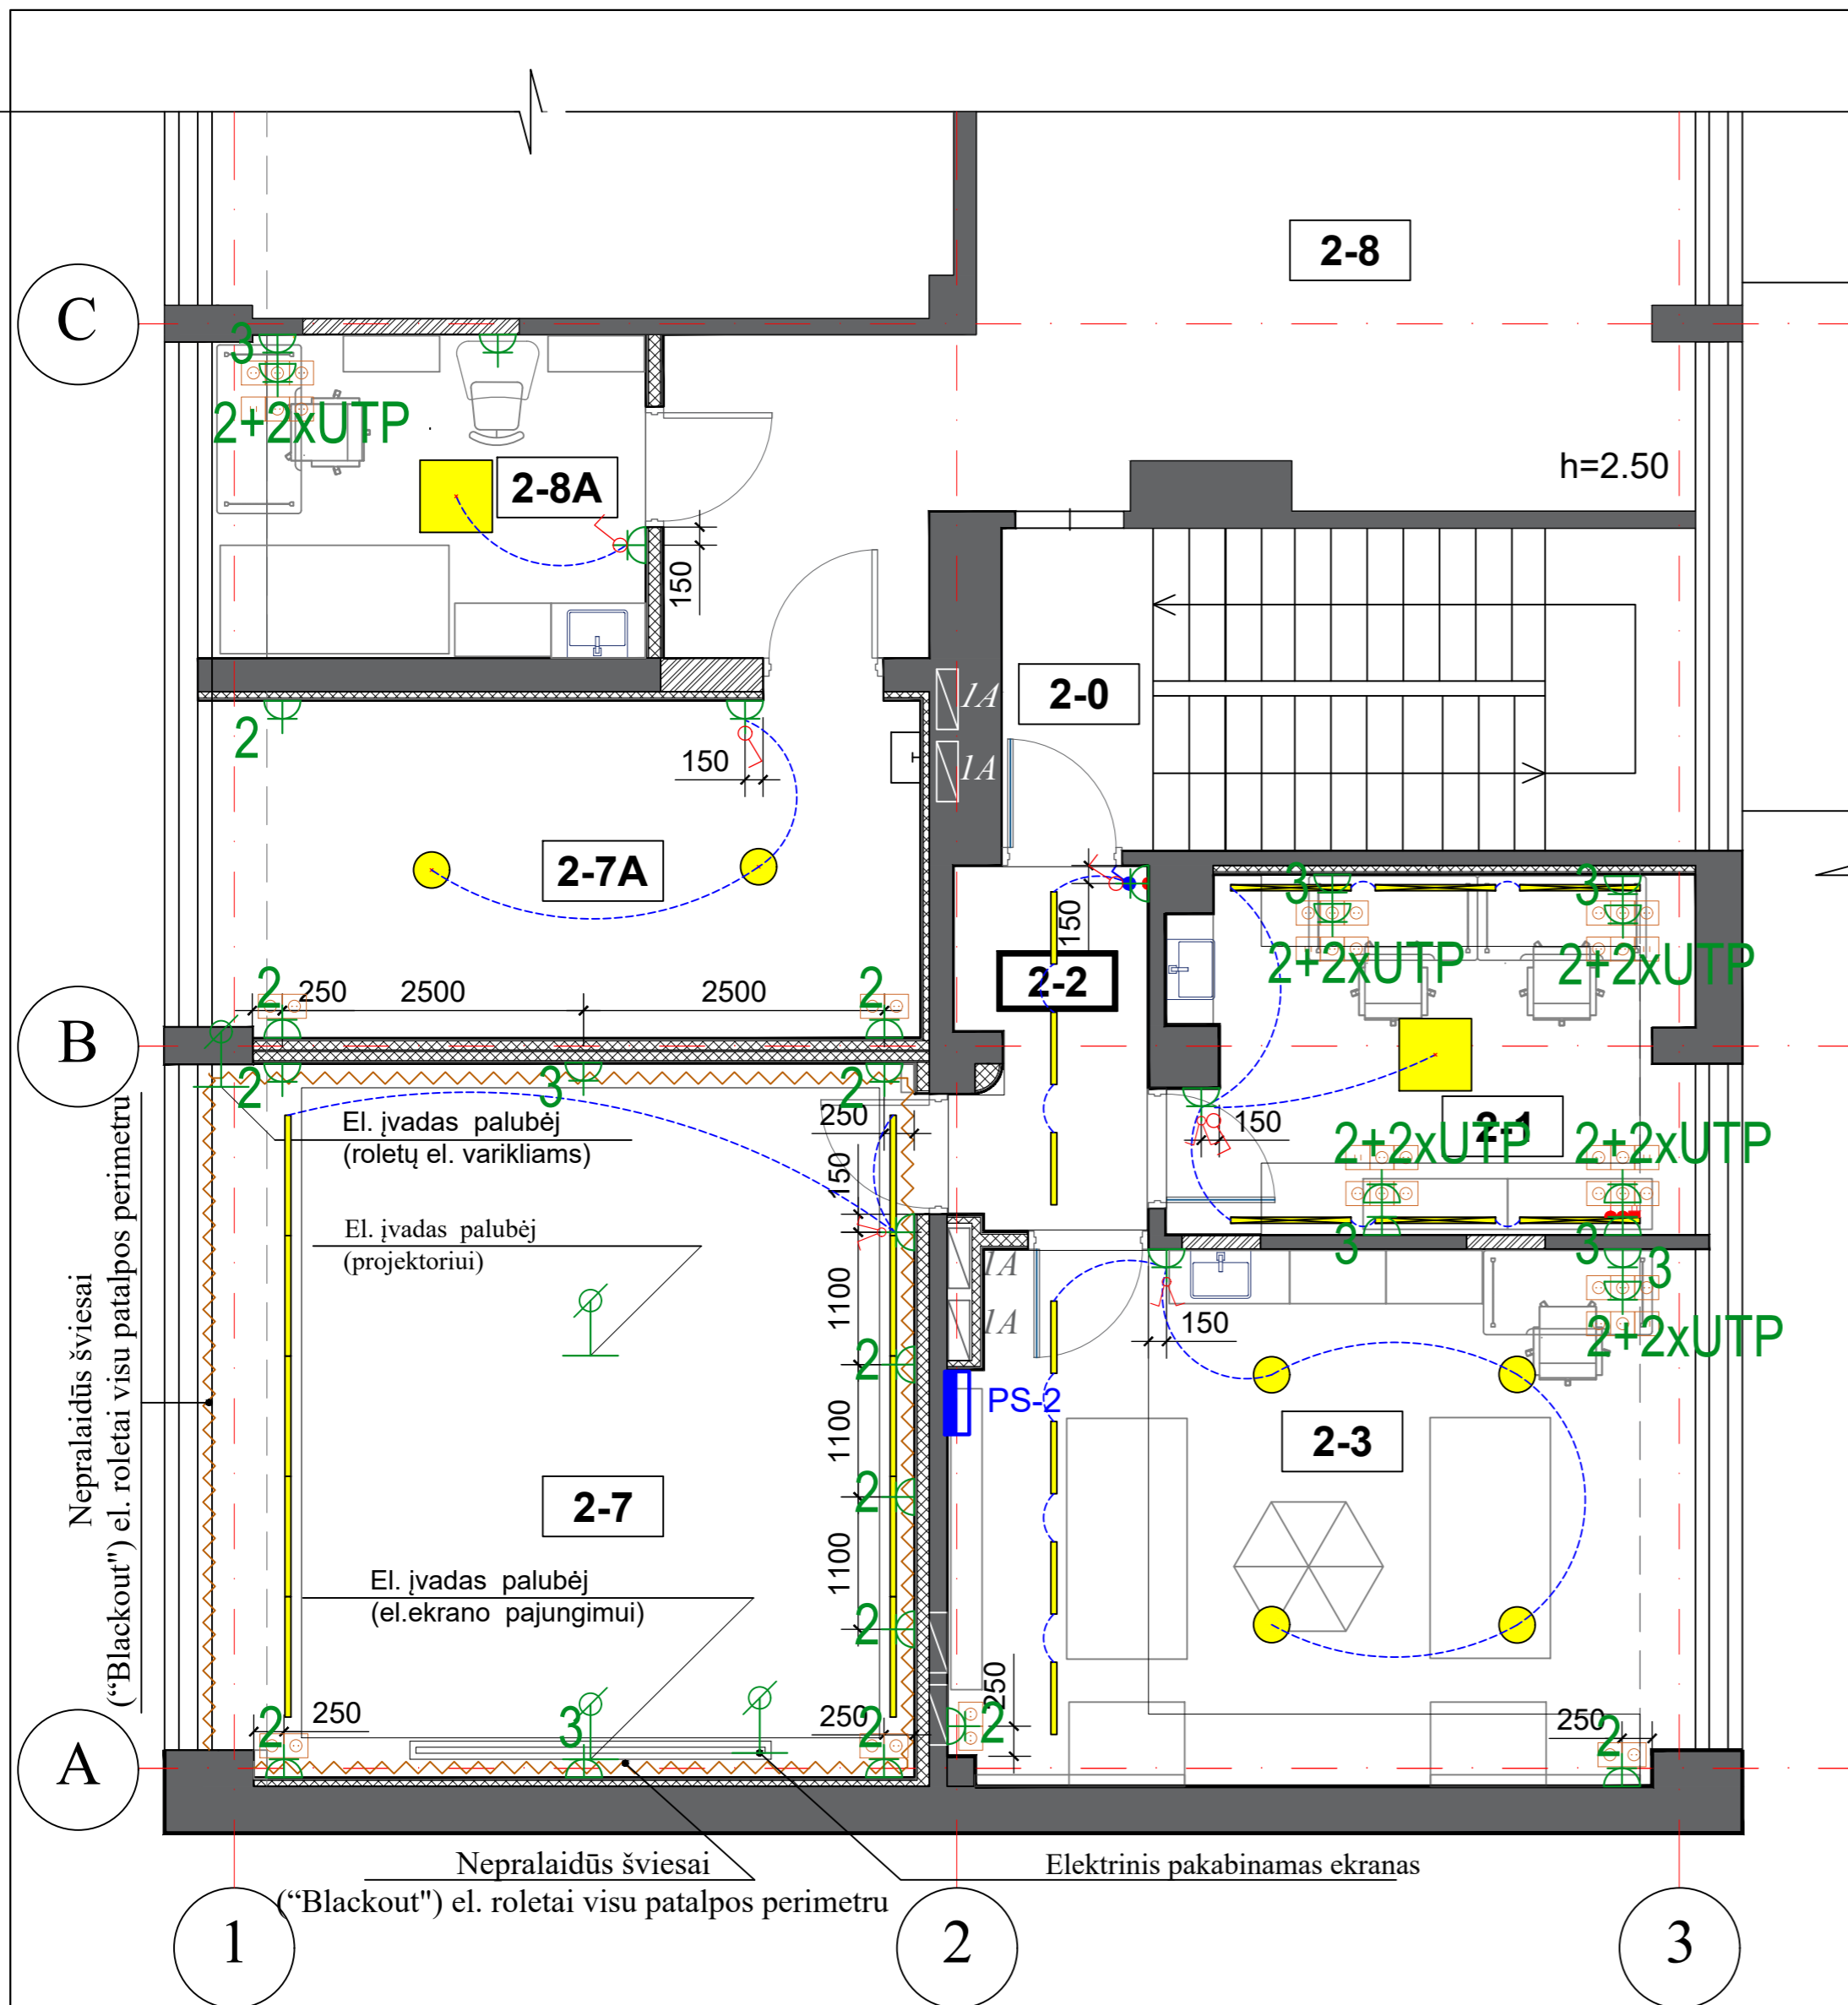 2-8
C
3
2+2xUTP
h=2.50
2-8A
150
2-0
1A
1A
2
150
2-7A
150
3
3
2+2xUTP
2+2xUTP
2-2
2
250
2500
2500
2
B
2
3
2
El. įvadas palubėj
(roletų el. varikliams)
250
150
150
2-1
2+2xUTP
2+2xUTP
El. įvadas palubėj
(projektoriui)
3
3
3
1A
1A
2+2xUTP
1100
150
2
PS-2
2-3
1100
2
2-7
1100
El. įvadas palubėj
(el.ekrano pajungimui)
2
Nepralaidūs šviesai
("Blackout") el. roletai visu patalpos perimetru
2
250
3
250
2
250
2
250
2
A
Nepralaidūs šviesai
("Blackout") el. roletai visu patalpos perimetru
Elektrinis pakabinamas ekranas
1
2
3